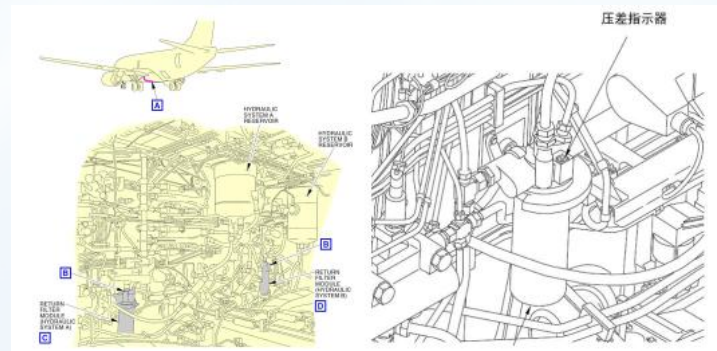 压差指示器
A
HYDRAULIC
SYSTEM A
RESERVOIR
HYDRAULIC
SYSTEM B
RESERVOIR
B
B
RETURN
FILTER
MODULE
(HYDRAULIC
SYSTEM B)
D
RETURN
FILTER
MODULE
(HYDRAULIC
SYSTEM A)
C